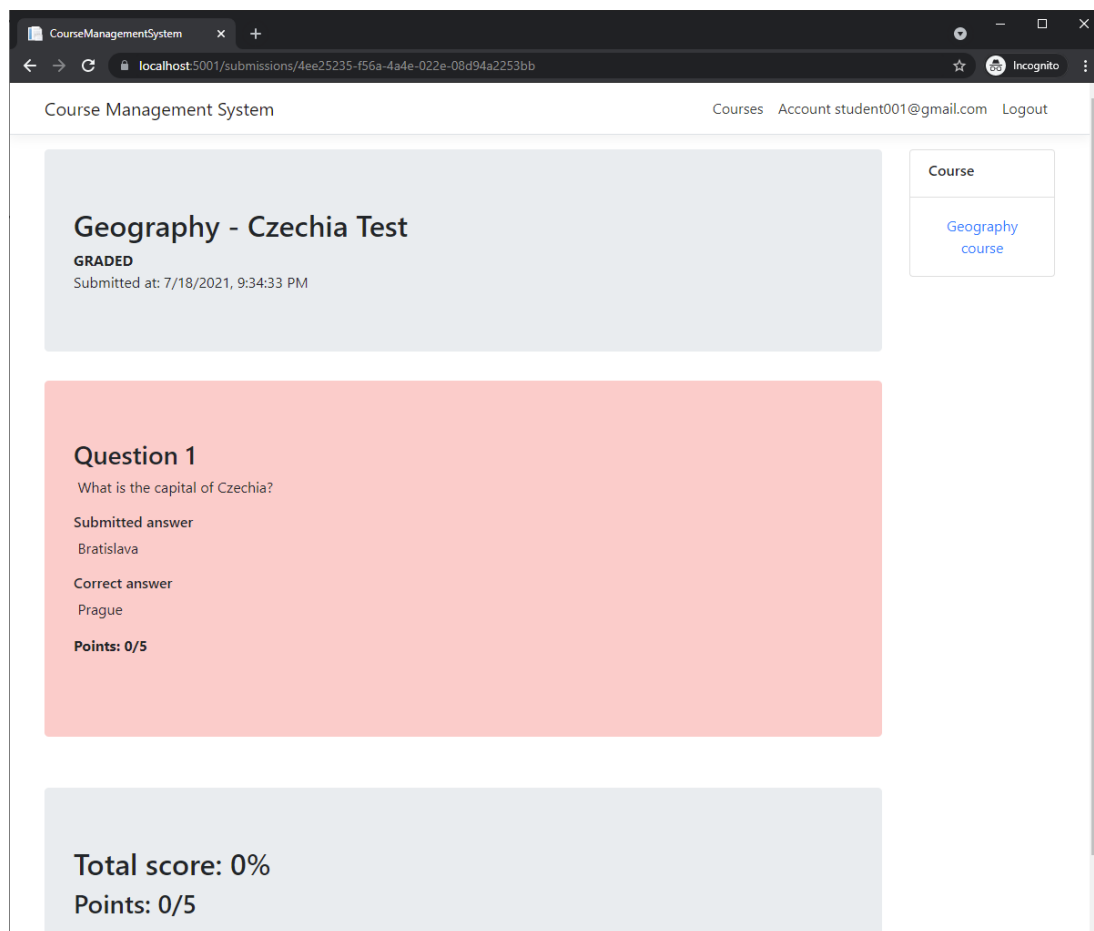 CourseManagementSystem
localhost:5001/submissions/4ee25235-f56a-4a4e-022e-08d94a2253bb
Incognito
Course Management System
Courses Account student001@gmail.com Logout
Geography - Czechia Test
GRADED
Submitted at: 7/18/2021, 9:34:33 PM
Course
Geography
course
Question 1
What is the capital of Czechia?
Submitted answer
Bratislava
Correct answer
Prague
Points: 0/5
Total score: 0%
Points: 0/5